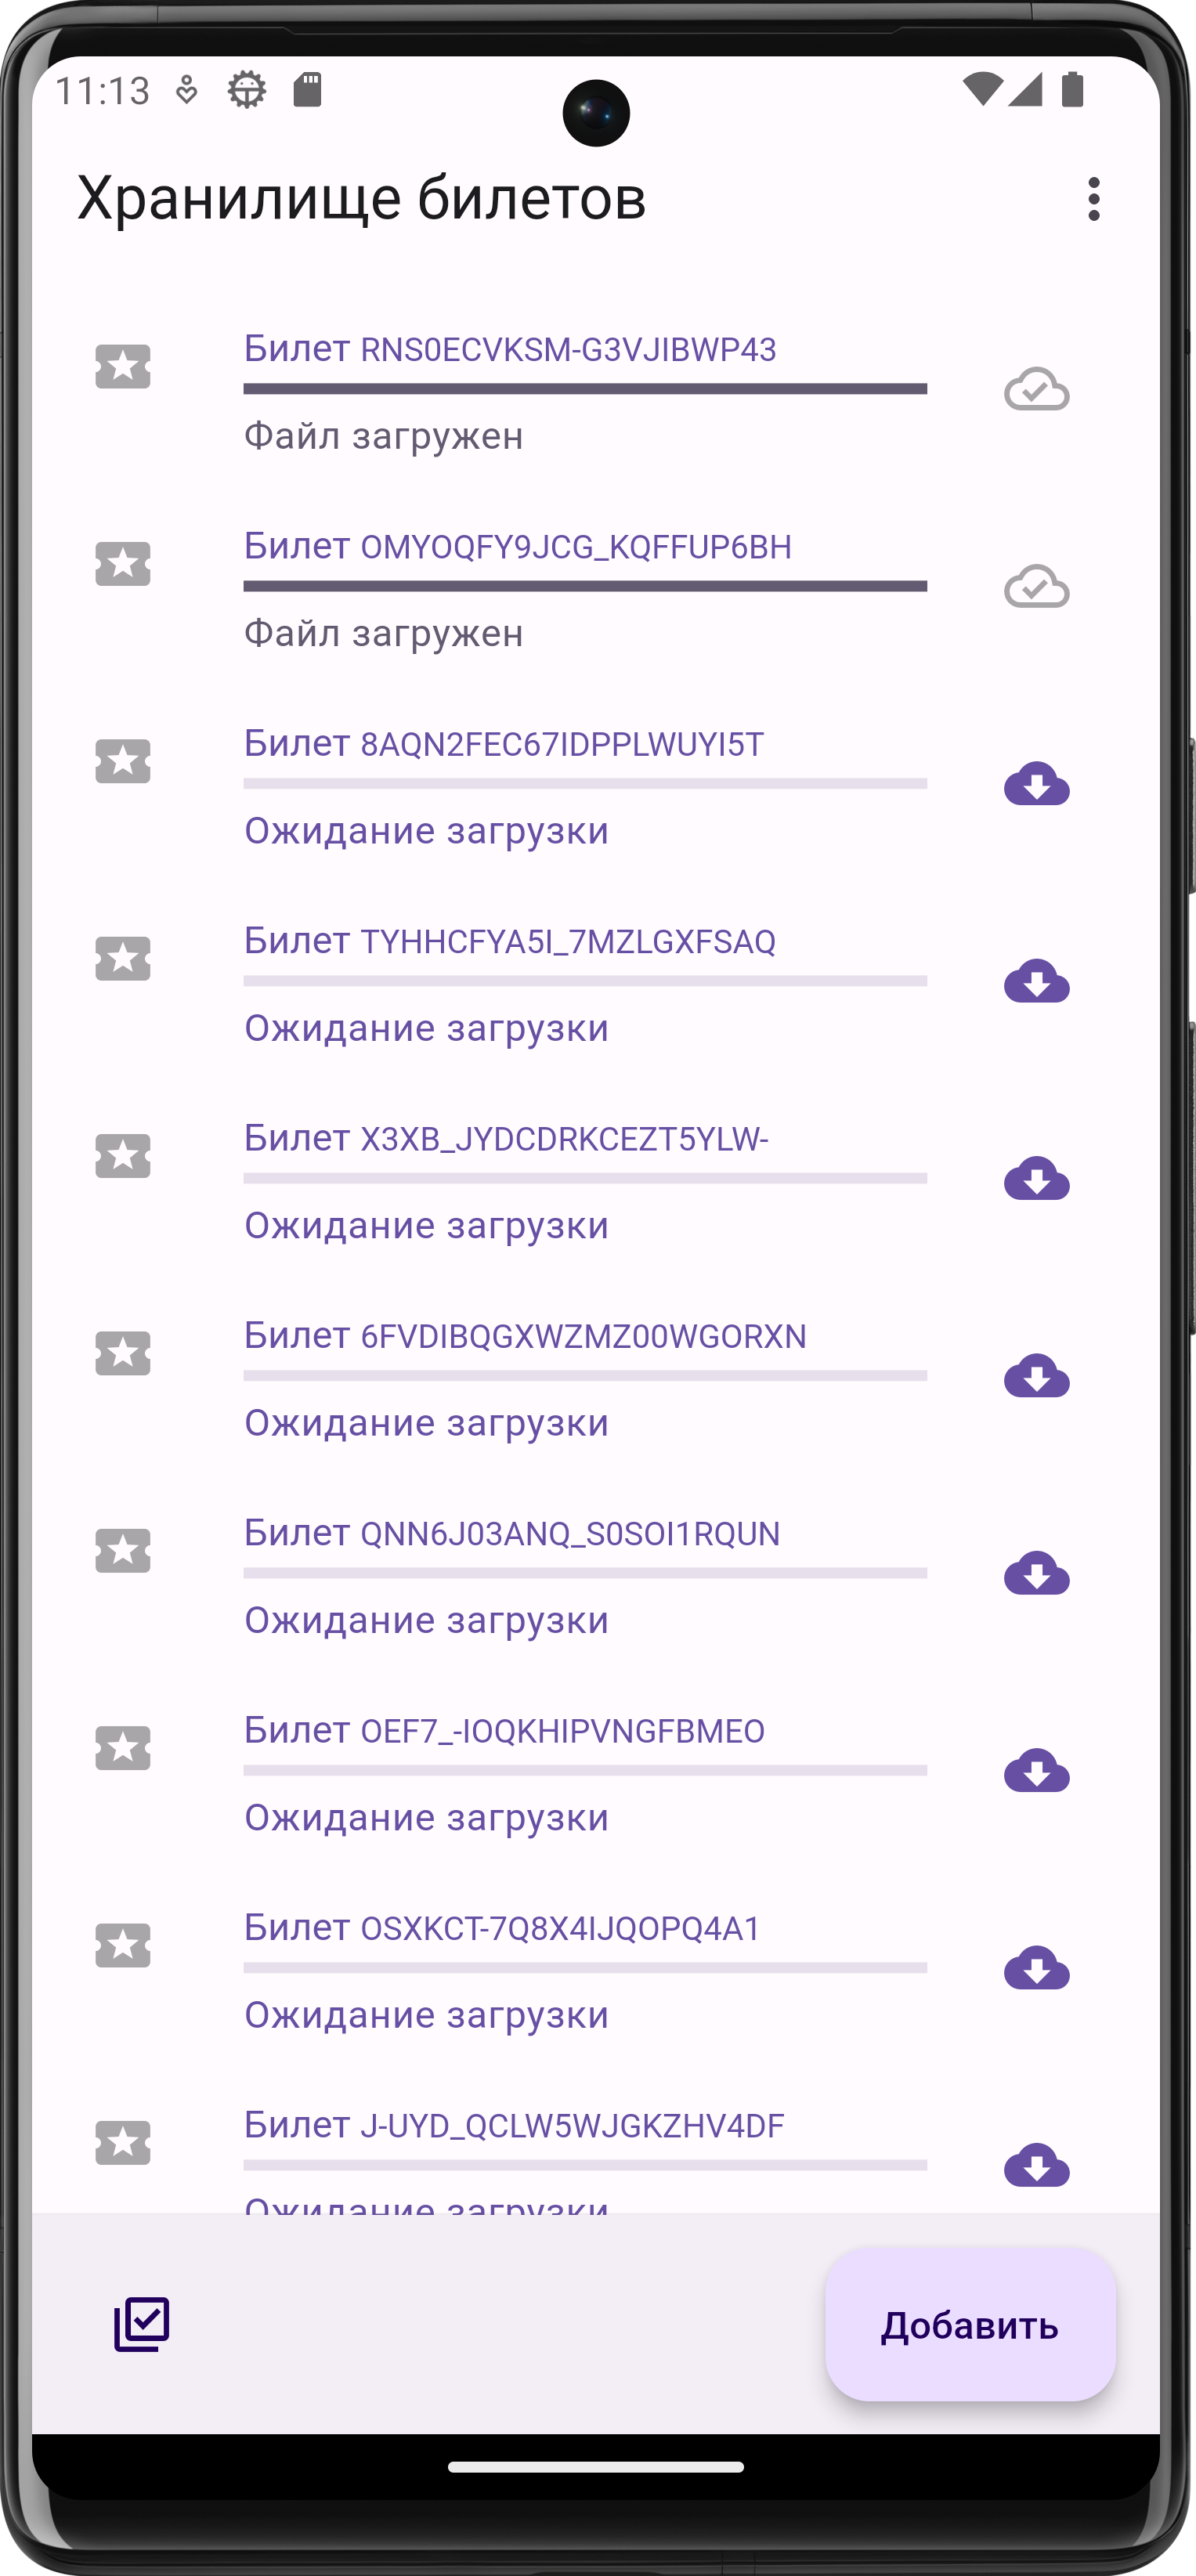 11:13
Хранилище билетов
Билет RNS0ECVKSM-G3VJIBWP43
Файл загружен
Билет OMYOQFY9JCG_KQFFUP6BH
Файл загружен
Билет 8AQN2FEC67IDPPLWUYI5T
Ожидание загрузки
Билет TYHHCFYA5I_7MZLGXFSAQ
Ожидание загрузки
Билет X3XB_JYDCDRKCEZT5YLW-
Ожидание загрузки
Билет 6FVDIBQGXWZMZ00WGORXN
Ожидание загрузки
Билет QNN6J03ANQ_S0SOI1RQUN
Ожидание загрузки
Билет OEF7_-IOQKHIPVNGFBMEO
Ожидание загрузки
Билет OSXKCT-7Q8X4IJQOPQ4A1
Ожидание загрузки
Билет J-UYD_QCLW5WJGKZHV4DF
Ожидание загрузки
Добавить